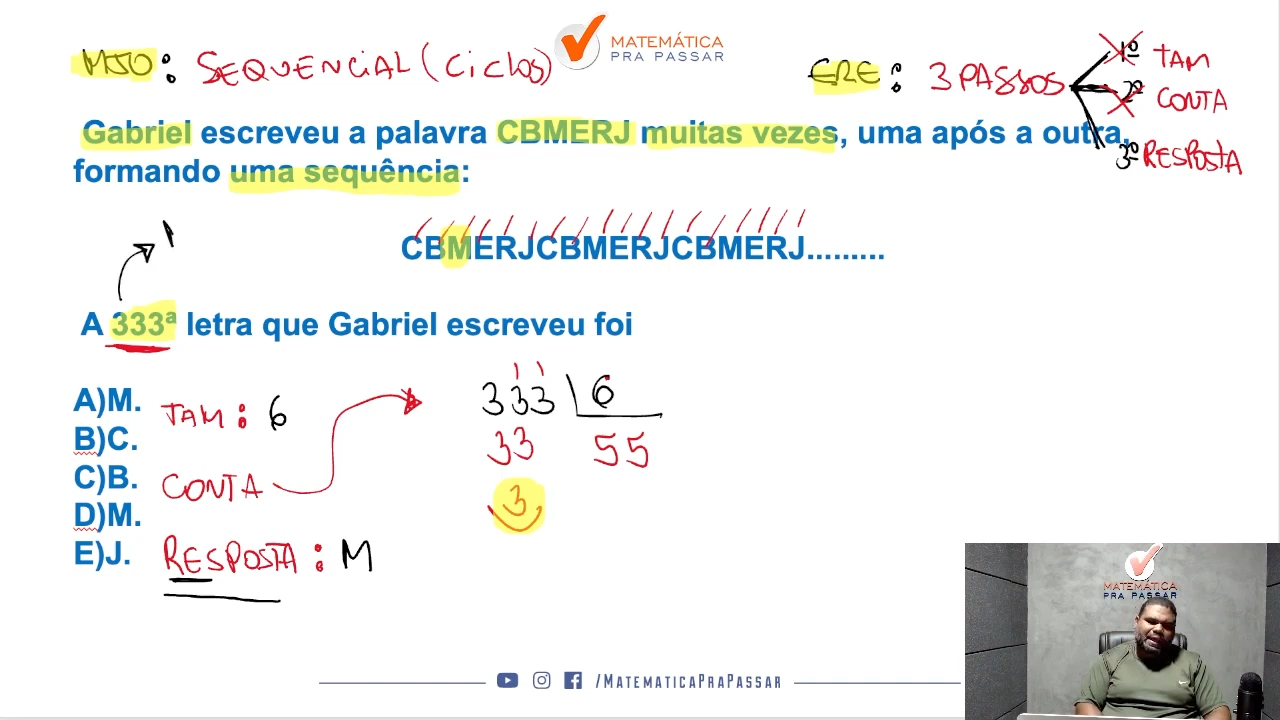 MJO: SEQUENCIAL (CICLOS)
MATEMÁTICA
PRA PASSAR
ERE: 3 PASSOS
1º TAM
2º CONTA
3º RESPOSTA
Gabriel escreveu a palavra CBMERJ muitas vezes, uma após a outra,
formando uma sequência:
CBMERJCBMERJCBMERJ.........
A 333ª letra que Gabriel escreveu foi
A)M.
B)C.
C)B.
D)M.
E)J.
TAM: 6
CONTA
RESPOSTA: M
333 6
33 55
3
MATEMÁTICA
PRA PASSAR
/MATEMATICAPRAPASSAR